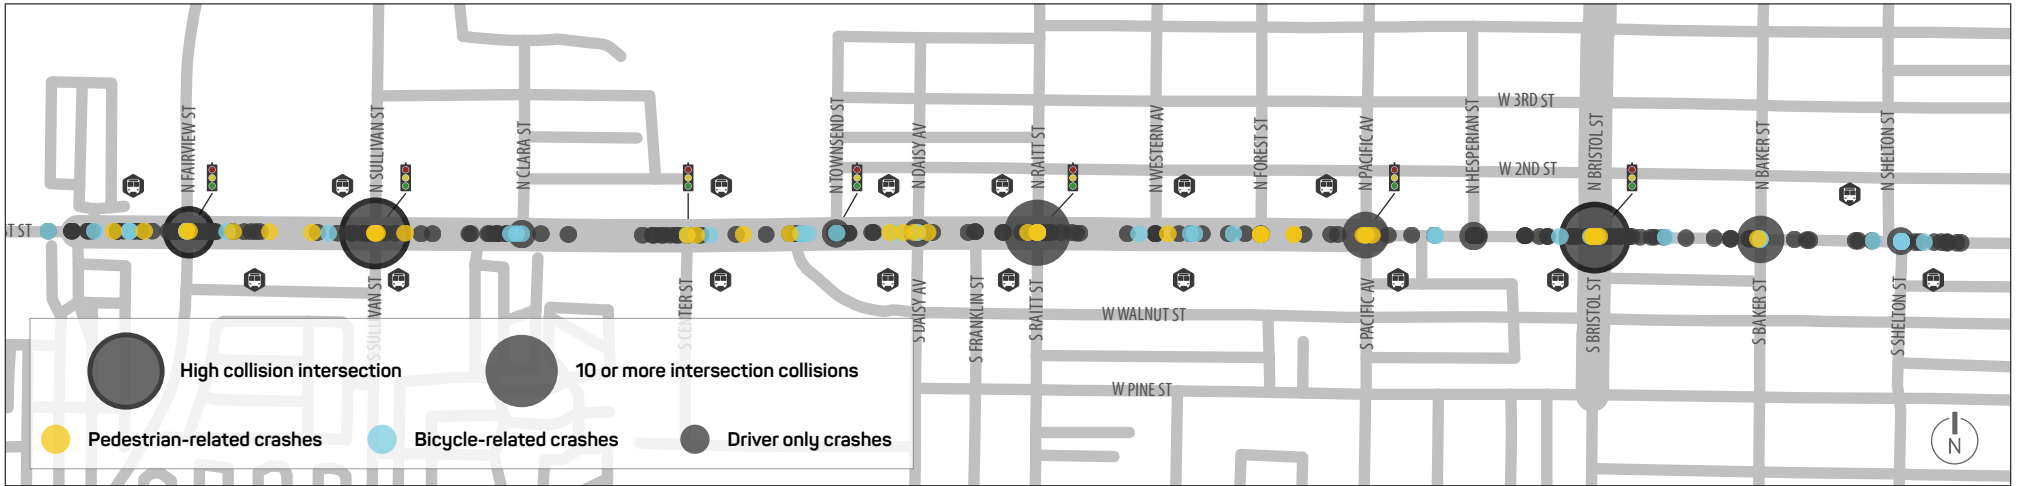 W 3RD ST
W 2ND ST
N FAIRVIEW ST
N SULLIVAN ST
N CLARA ST
N TOWNSEND ST
N DAISY AV
N RAITT ST
N WESTERN AV
N FOREST ST
N PACIFIC AV
N HESPERIAN ST
N BRISTOL ST
N BAKER ST
N SHELTON ST
ST ST
S SULLIVAN ST
S CENTER ST
S DAISY AV
S FRANKLIN ST
S RAITT ST
W WALNUT ST
S PACIFIC AV
S BRISTOL ST
S BAKER ST
S SHELTON ST
W PINE ST
High collision intersection
10 or more intersection collisions
Pedestrian-related crashes
Bicycle-related crashes
Driver only crashes
N